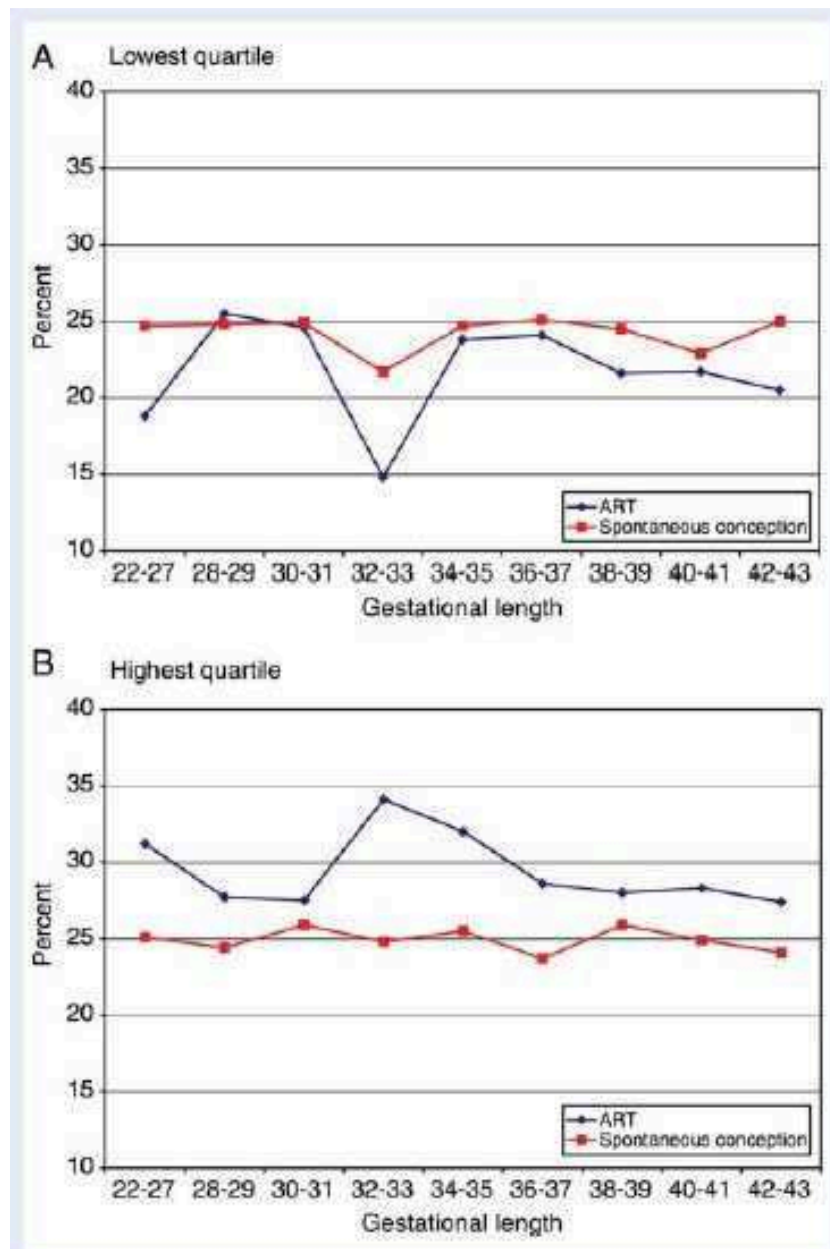 A Lowest quartile
40
35
30
25
20
15
10
Percent
ART
Spontaneous conception
22-27 28-29 30-31 32-33 34-35 36-37 38-39 40-41 42-43
Gestational length
B Highest quartile
40
35
30
25
20
15
10
Percent
ART
Spontaneous conception
22-27 28-29 30-31 32-33 34-35 36-37 38-39 40-41 42-43
Gestational length